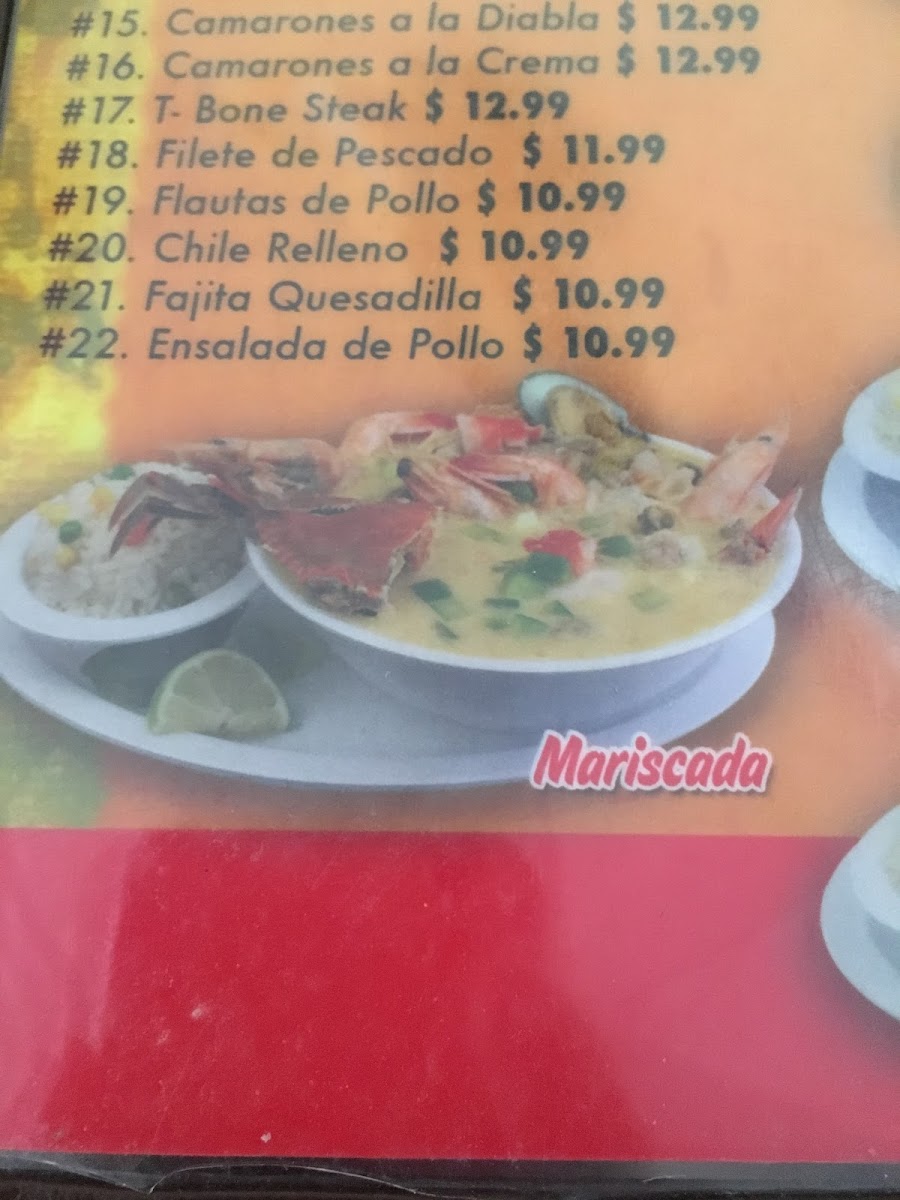 #15. Camarones a la Diabla $ 12.99
#16. Camarones a la Crema $ 12.99
#17. T- Bone Steak $ 12.99
#18. Filete de Pescado $ 11.99
#19. Flautas de Pollo $ 10.99
#20. Chile Relleno $ 10.99
#21. Fajita Quesadilla $ 10.99
#22. Ensalada de Pollo $ 10.99
Mariscada